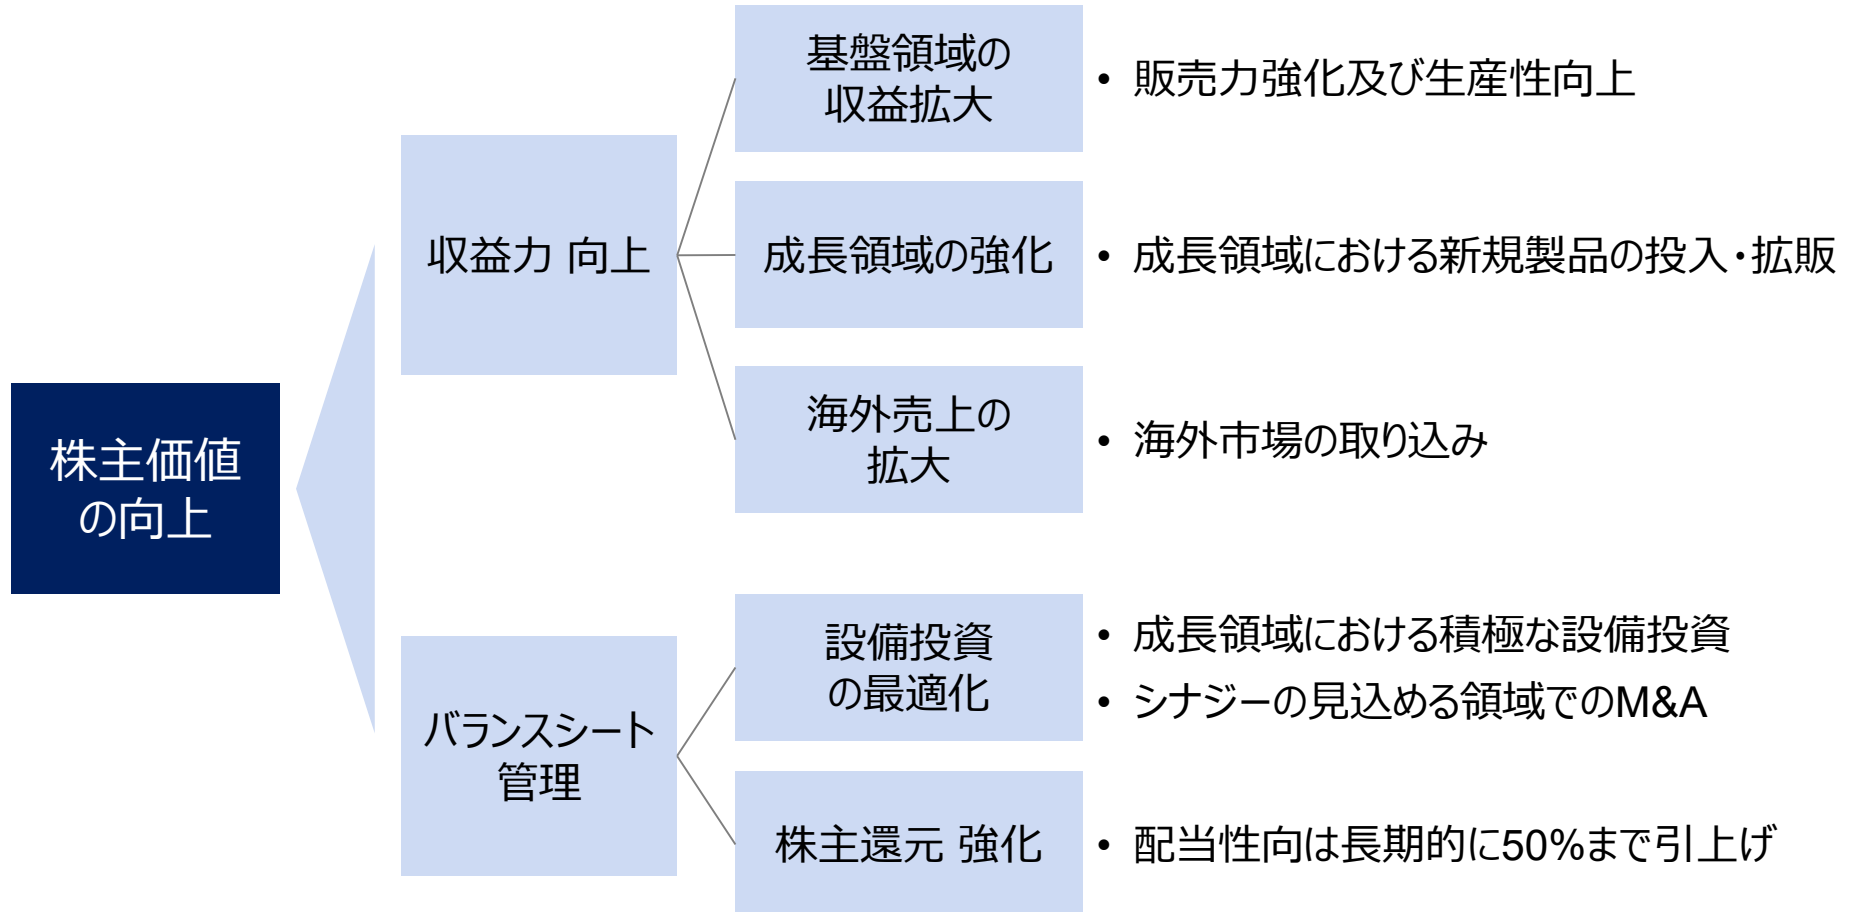 株主価値
の向上
収益力 向上
基盤領域の
収益拡大
• 販売力強化及び生産性向上
成長領域の強化
• 成長領域における新規製品の投入・拡販
海外売上の
拡大
• 海外市場の取り込み
バランスシート
管理
設備投資
の最適化
• 成長領域における積極な設備投資
• シナジーの見込める領域でのM&A
株主還元 強化
• 配当性向は長期的に50%まで引上げ